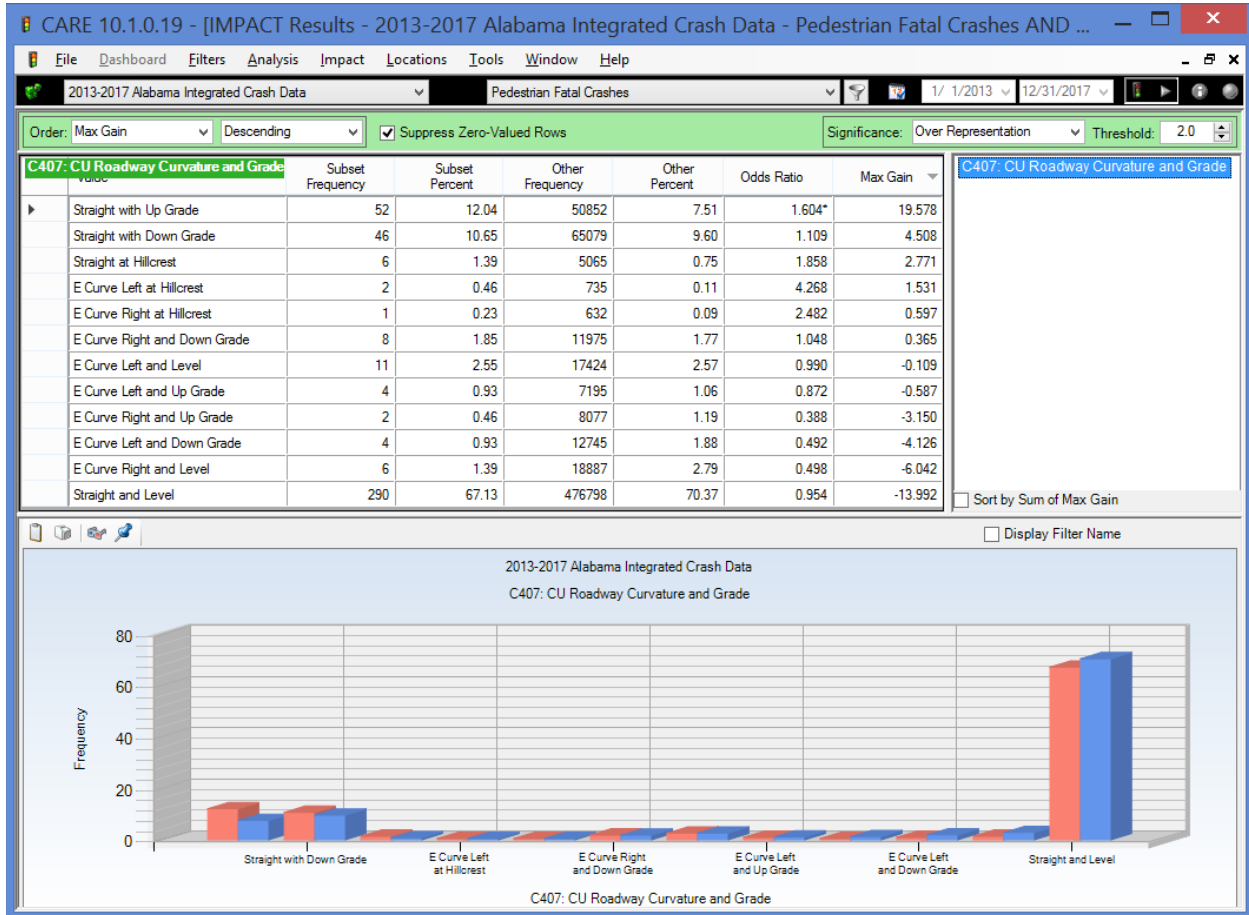 CARE 10.1.0.19 - [IMPACT Results - 2013-2017 Alabama Integrated Crash Data - Pedestrian Fatal Crashes AND ...
File Dashboard Filters Analysis Impact Locations Tools Window Help
2013-2017 Alabama Integrated Crash Data Pedestrian Fatal Crashes 1/ 1/2013 12/31/2017
Order: Max Gain Descending Suppress Zero-Valued Rows Significance: Over Representation Threshold: 2.0
C407: CU Roadway Curvature and Grade Subset Frequency Subset Percent Other Frequency Other Percent Odds Ratio Max Gain
C407: CU Roadway Curvature and Grade
Straight with Up Grade 52 12.04 50852 7.51 1.604* 19.578
Straight with Down Grade 46 10.65 65079 9.60 1.109 4.508
Straight at Hillcrest 6 1.39 5065 0.75 1.858 2.771
E Curve Left at Hillcrest 2 0.46 735 0.11 4.268 1.531
E Curve Right at Hillcrest 1 0.23 632 0.09 2.482 0.597
E Curve Right and Down Grade 8 1.85 11975 1.77 1.048 0.365
E Curve Left and Level 11 2.55 17424 2.57 0.990 -0.109
E Curve Left and Up Grade 4 0.93 7195 1.06 0.872 -0.587
E Curve Right and Up Grade 2 0.46 8077 1.19 0.388 -3.150
E Curve Left and Down Grade 4 0.93 12745 1.88 0.492 -4.126
E Curve Right and Level 6 1.39 18887 2.79 0.498 -6.042
Straight and Level 290 67.13 476798 70.37 0.954 -13.992
Sort by Sum of Max Gain
Display Filter Name
2013-2017 Alabama Integrated Crash Data
C407: CU Roadway Curvature and Grade
80
60
40
20
0
Frequency
Straight with Down Grade
E Curve Left
at Hillcrest
E Curve Right
and Down Grade
E Curve Left
and Up Grade
E Curve Left
and Down Grade
Straight and Level
C407: CU Roadway Curvature and Grade